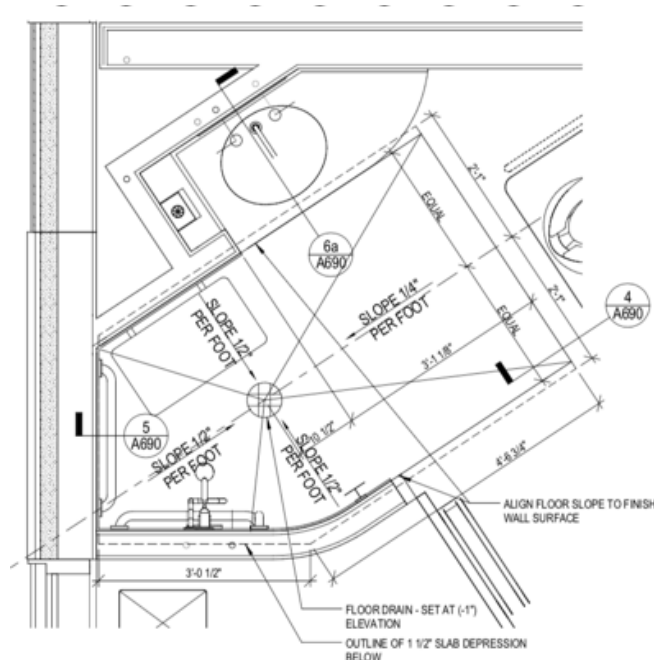 2'-1"
EQUAL
6a
A690
SLOPE 1/4"
PER FOOT
SLOPE 1/2"
PER FOOT
EQUAL
2'-1"
4
A690
3'-1 1/8"
5
A690
SLOPE 1/2"
PER FOOT
10 1/2"
SLOPE 1/2"
PER FOOT
4'-6 3/4"
ALIGN FLOOR SLOPE TO FINISH
WALL SURFACE
3'-0 1/2"
FLOOR DRAIN - SET AT (-1")
ELEVATION
OUTLINE OF 1 1/2" SLAB DEPRESSION
BELOW